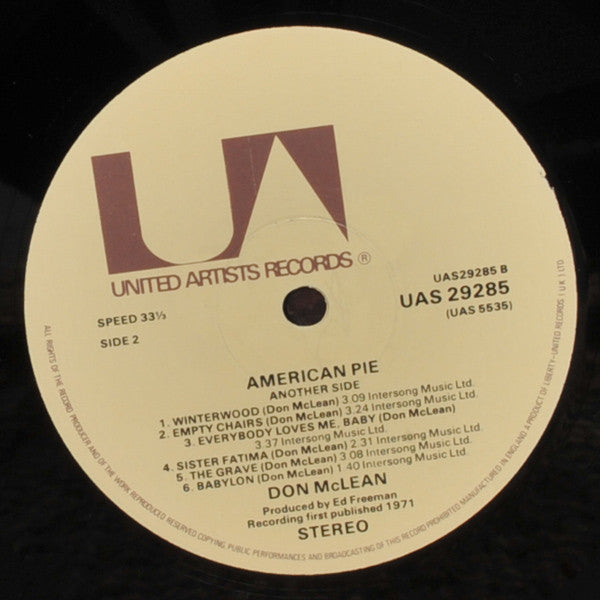 UA
UNITED ARTISTS RECORDS ®
SPEED 33⅓
SIDE 2
UAS29285 B
UAS 29285
(UAS 5535)
AMERICAN PIE
ANOTHER SIDE
1. WINTERWOOD (Don McLean) 3.09 Intersong Music Ltd.
2. EMPTY CHAIRS (Don McLean) 3.24 Intersong Music Ltd.
3. EVERYBODY LOVES ME, BABY (Don McLean)
3.37 Intersong Music Ltd.
4. SISTER FATIMA (Don McLean) 2.31 Intersong Music Ltd.
5. THE GRAVE (Don McLean) 3.08 Intersong Music Ltd.
6. BABYLON (Don McLean) 1.40 Intersong Music Ltd.
DON McLEAN
Produced by Ed Freeman
Recording first published 1971
STEREO
ALL RIGHTS OF THE RECORD PRODUCER AND OF THE WORK REPRODUCED RESERVED. COPYING, PUBLIC PERFORMANCES AND BROADCASTING OF THIS RECORD PROHIBITED. MANUFACTURED IN ENGLAND. A PRODUCT OF LIBERTY-UNITED RECORDS (UK) LTD